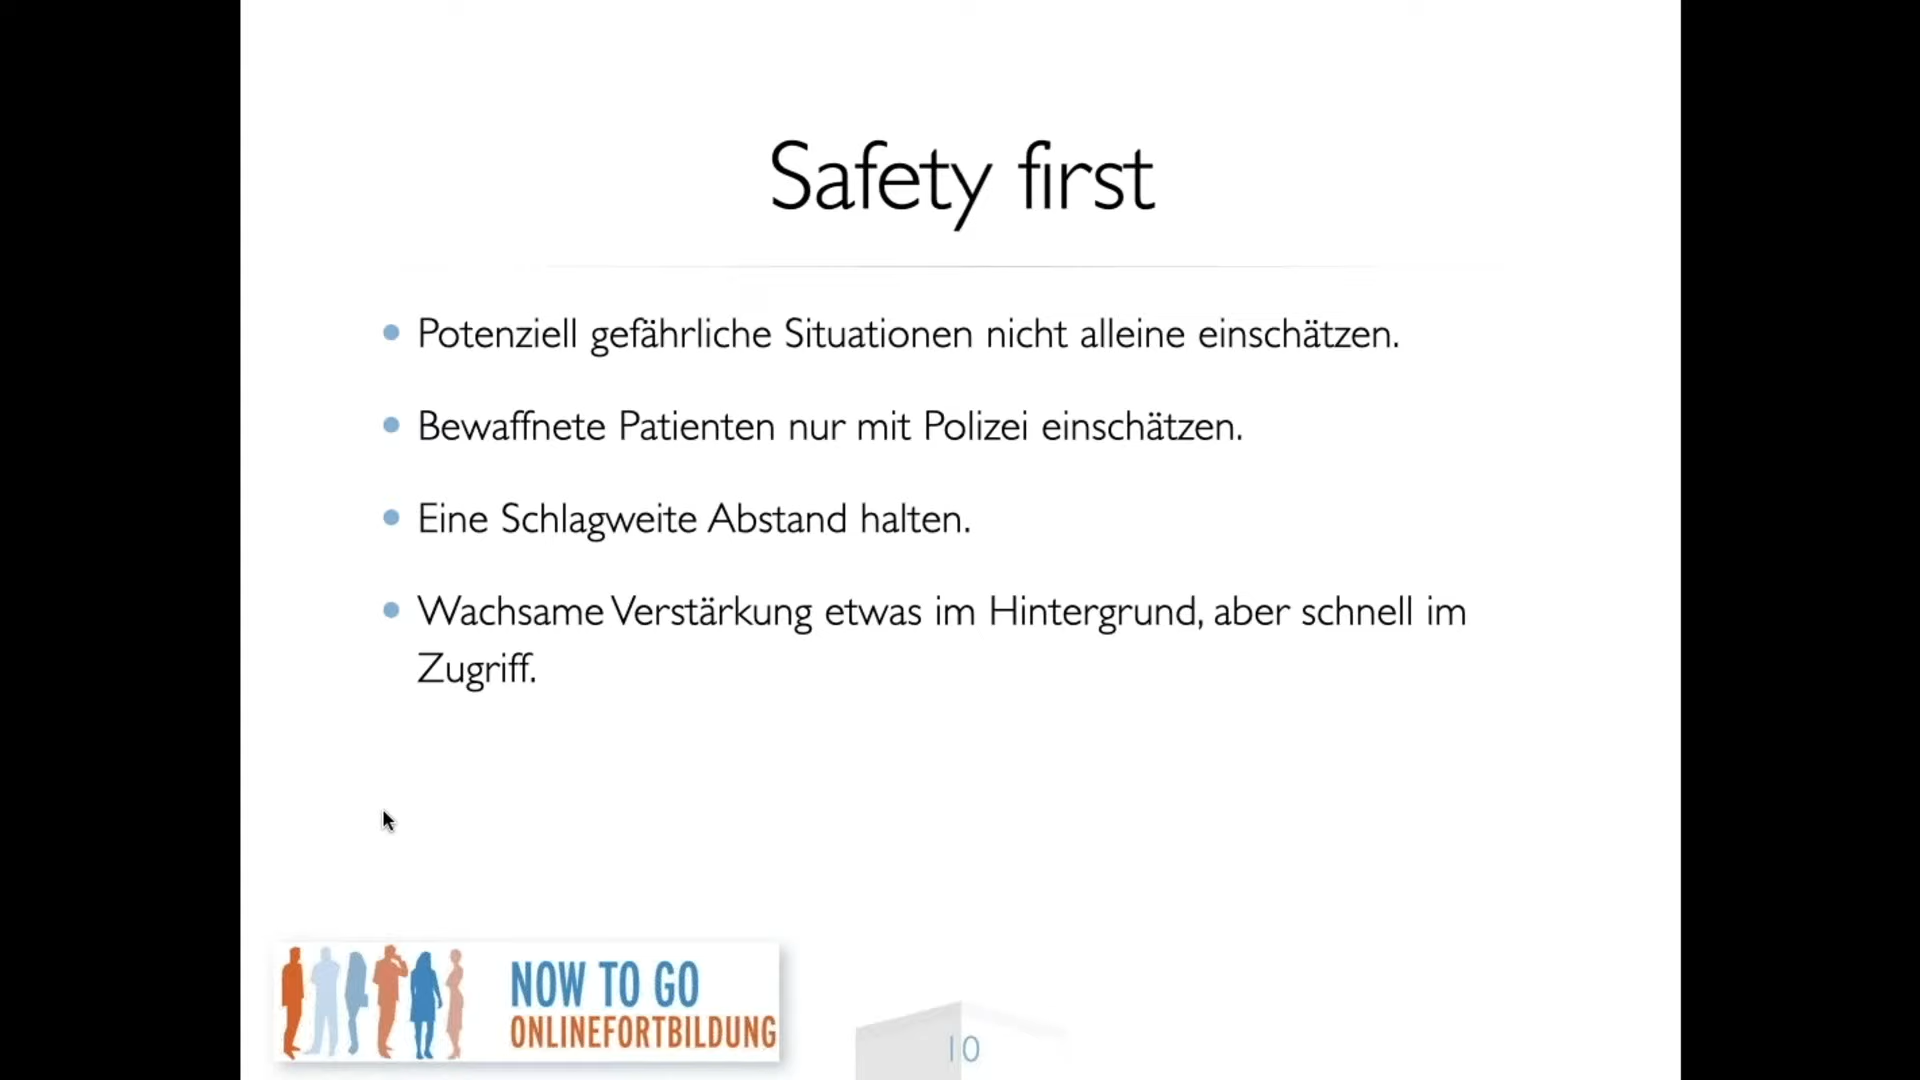 Safety first
Potenziell gefährliche Situationen nicht alleine einschätzen.
Bewaffnete Patienten nur mit Polizei einschätzen.
Eine Schlagweite Abstand halten.
Wachsame Verstärkung etwas im Hintergrund, aber schnell im
Zugriff.
NOW TO GO
ONLINEFORTBILDUNG
10